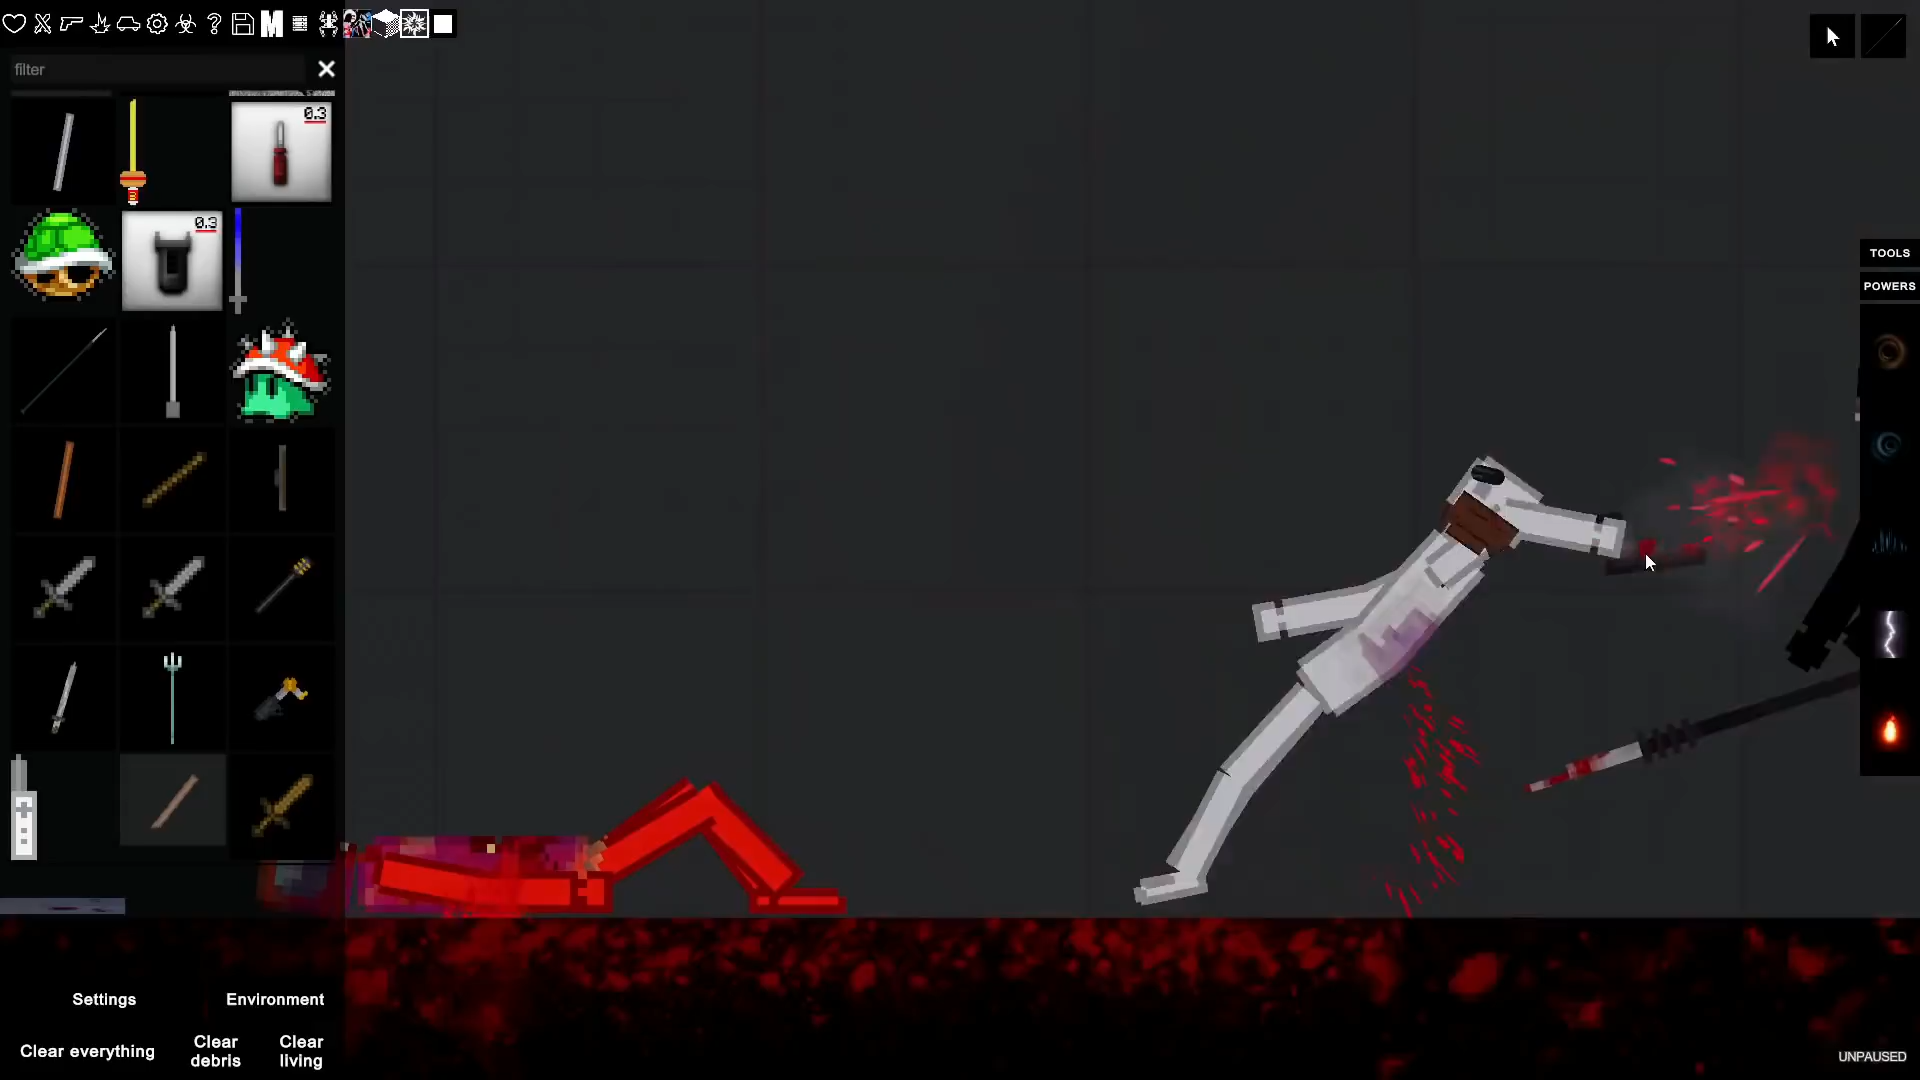 M
filter
0.3
0.3
TOOLS
POWERS
Settings
Environment
Clear everything
Clear
debris
Clear
living
UNPAUSED